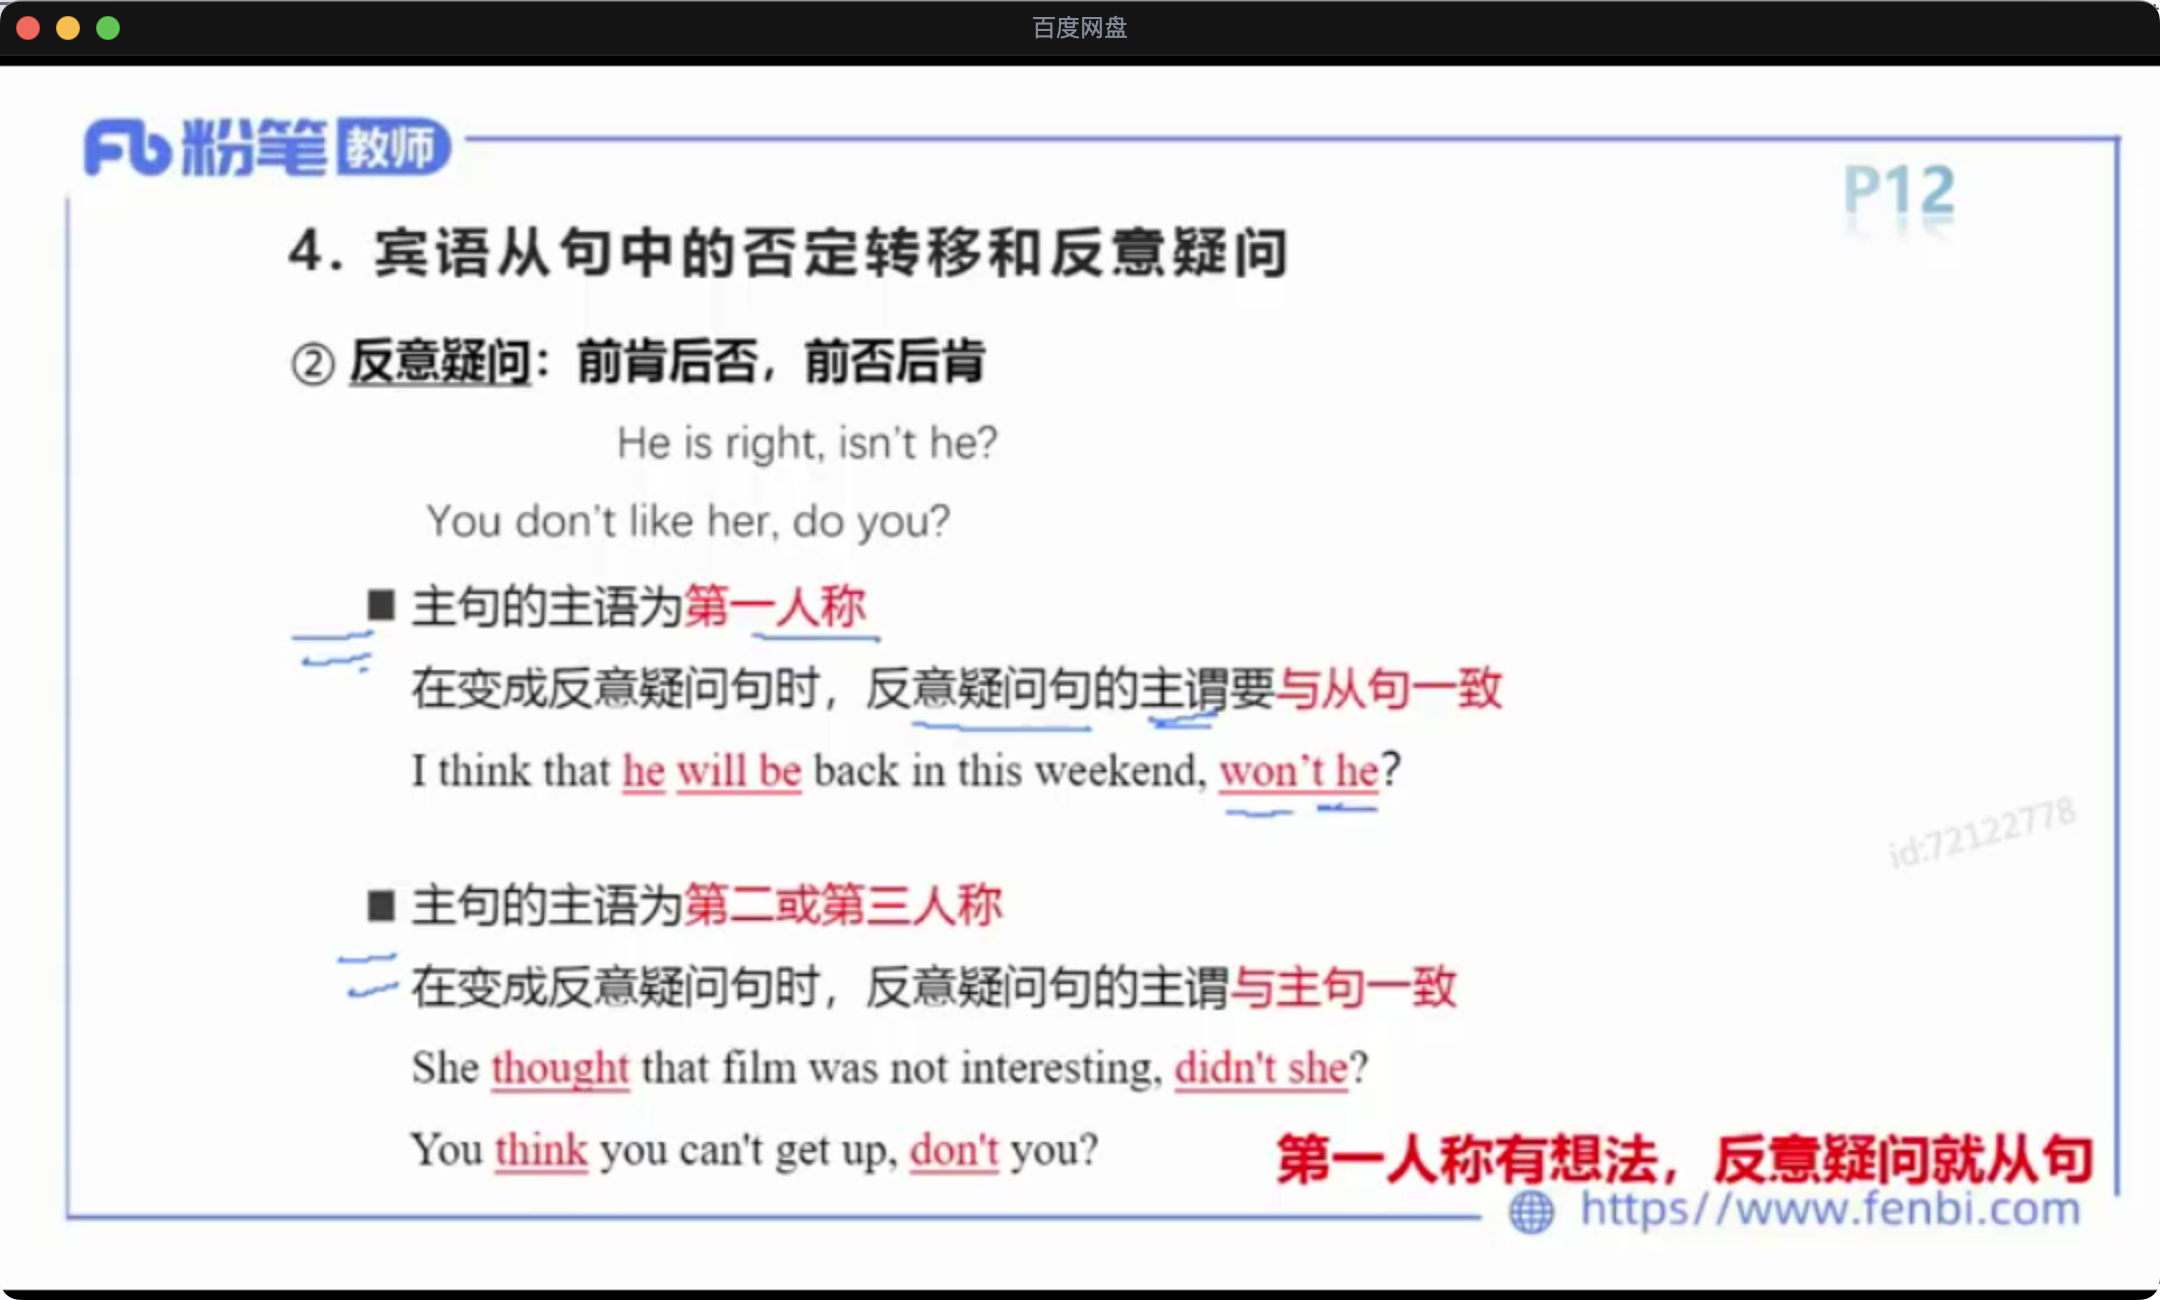 百度网盘
粉笔 教师
P12
4. 宾语从句中的否定转移和反意疑问
② 反意疑问：前肯后否，前否后肯
He is right, isn't he?
You don't like her, do you?
■ 主句的主语为第一人称
在变成反意疑问句时，反意疑问句的主谓要与从句一致
I think that he will be back in this weekend, won't he?
id:72122778
■ 主句的主语为第二或第三人称
在变成反意疑问句时，反意疑问句的主谓与主句一致
She thought that film was not interesting, didn't she?
You think you can't get up, don't you?
第一人称有想法，反意疑问就从句
https//www.fenbi.com